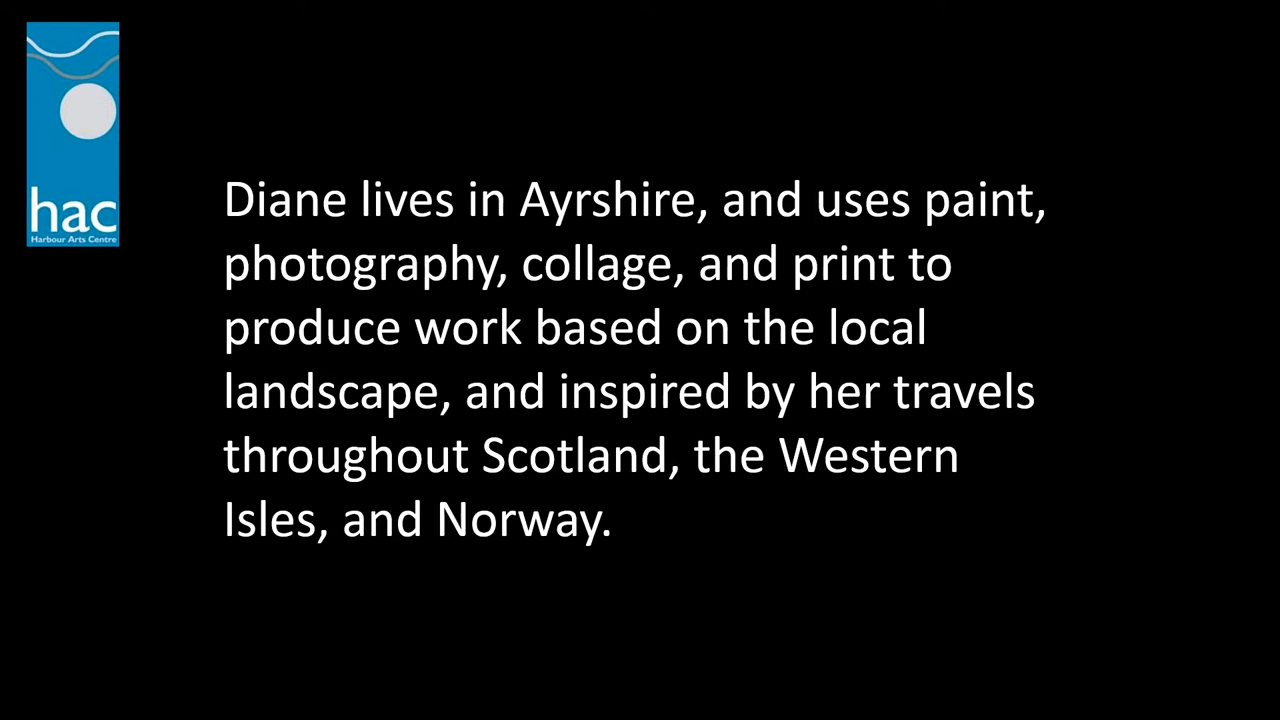 hac
Harbour Arts Centre
Diane lives in Ayrshire, and uses paint,
photography, collage, and print to
produce work based on the local
landscape, and inspired by her travels
throughout Scotland, the Western
Isles, and Norway.